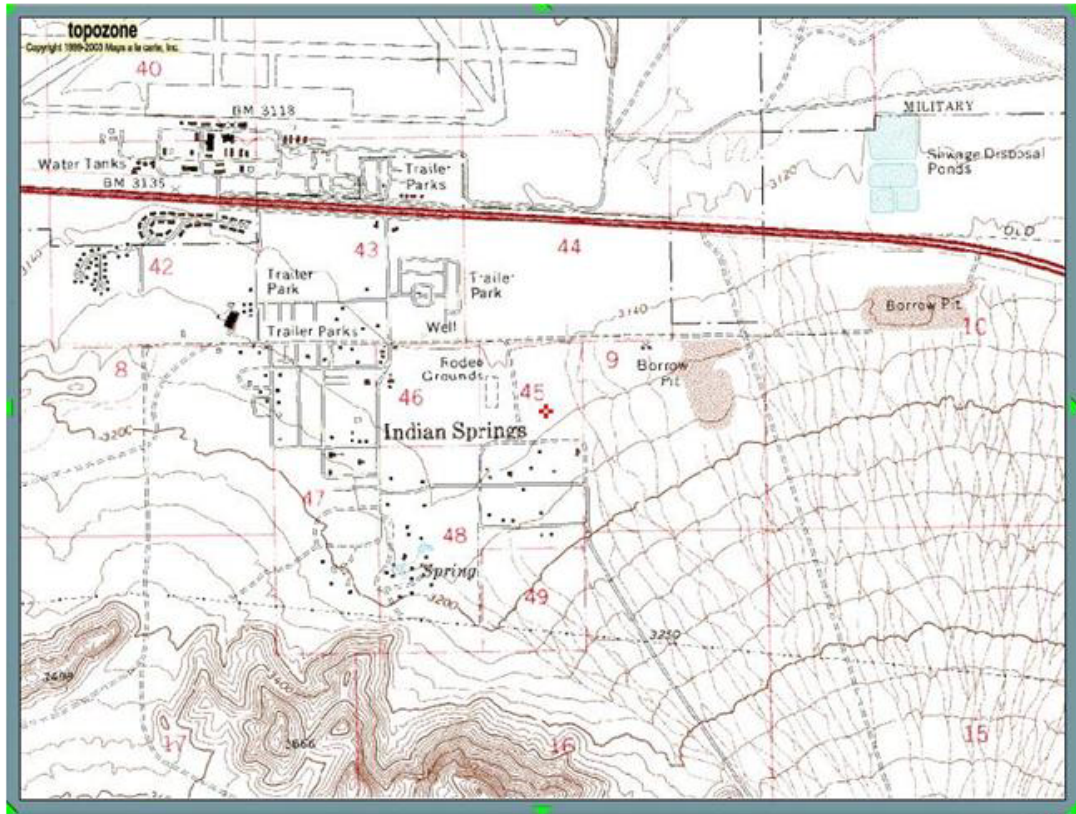 topozone
Copyright 1999-2003 Maps a la carte, Inc.
40
BM 3118
MILITARY
Water Tanks
Trailer
Parks
Sewage Disposal
Ponds
3120
BM 3135
OLD
43
44
42
3140
Trailer
Park
Trailer
Park
Borrow Pit
10
Trailer Parks
Well
3140
8
Rodeo
Grounds
9
Borrow
Pit
46
45
Indian Springs
3200
47
48
Spring
3200
49
3250
3400
3498
17
3666
16
15